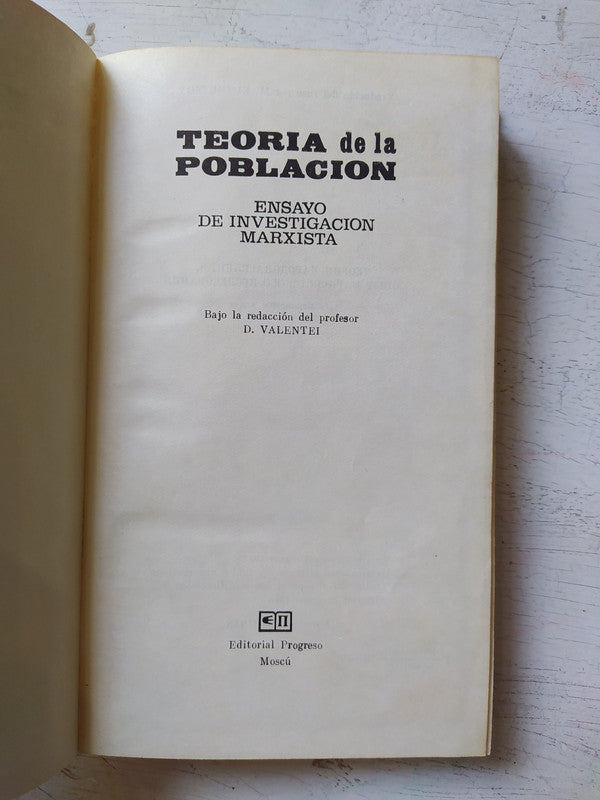 TEORIA de la
POBLACION
ENSAYO
DE INVESTIGACION
MARXISTA
Bajo la redacción del profesor
D. VALENTEI
Editorial Progreso
Moscú